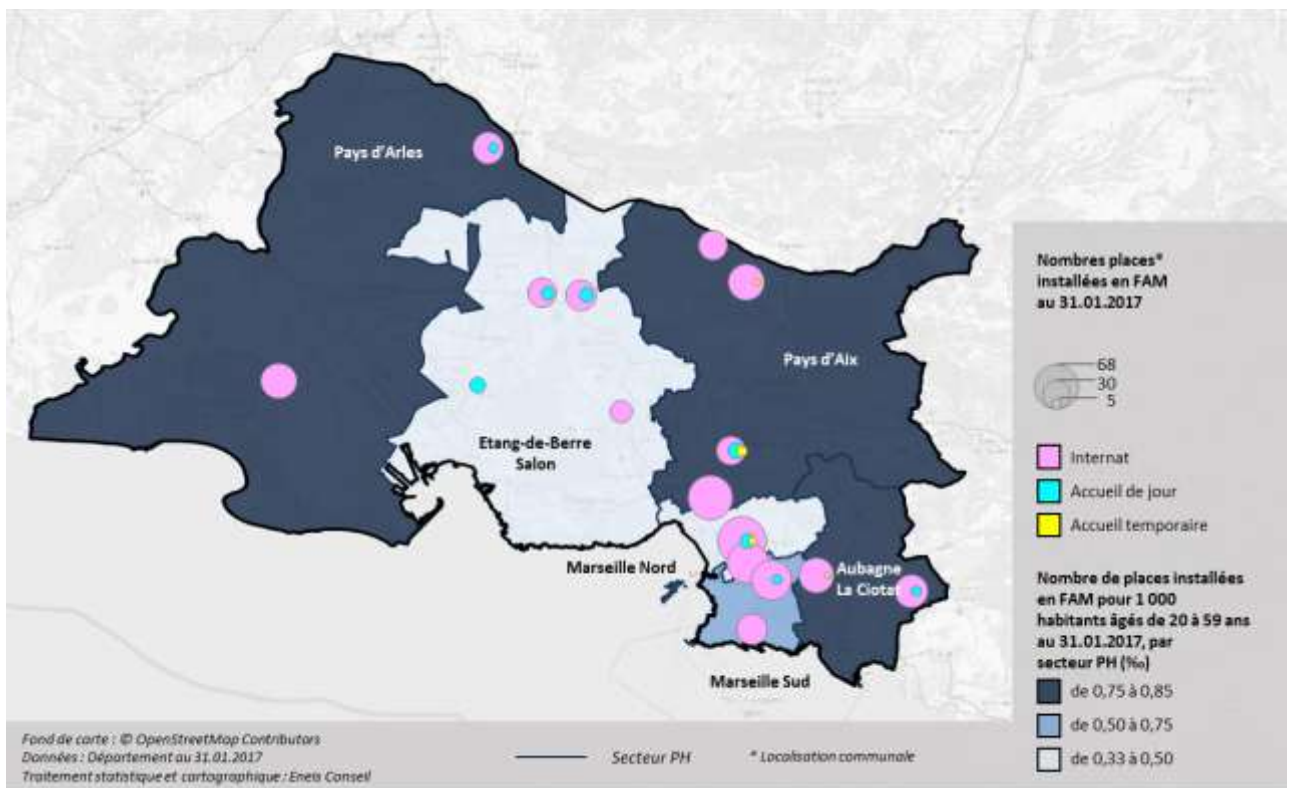 Pays d'Arles
Pays d'Aix
Etang-de-Berre
Salon
Marseille Nord
Aubagne
La Ciotat
Marseille Sud
Nombres places*
installées en FAM
au 31.01.2017
68
30
5
Internat
Accueil de jour
Accueil temporaire
Nombre de places installées
en FAM pour 1 000
habitants âgés de 20 à 59 ans
au 31.01.2017, par
secteur PH (‰)
de 0,75 à 0,85
de 0,50 à 0,75
de 0,33 à 0,50
Fond de carte : © OpenStreetMap Contributors
Données : Département au 31.01.2017
Traitement statistique et cartographique : Eneis Conseil
Secteur PH
* Localisation communale